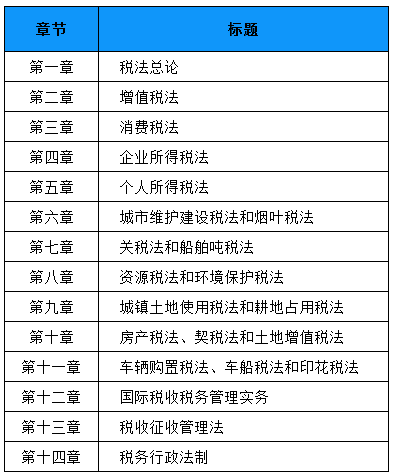 章节 标题
第一章 税法总论
第二章 增值税法
第三章 消费税法
第四章 企业所得税法
第五章 个人所得税法
第六章 城市维护建设税法和烟叶税法
第七章 关税法和船舶吨税法
第八章 资源税法和环境保护税法
第九章 城镇土地使用税法和耕地占用税法
第十章 房产税法、契税法和土地增值税法
第十一章 车辆购置税法、车船税法和印花税法
第十二章 国际税收税务管理实务
第十三章 税收征收管理法
第十四章 税务行政法制